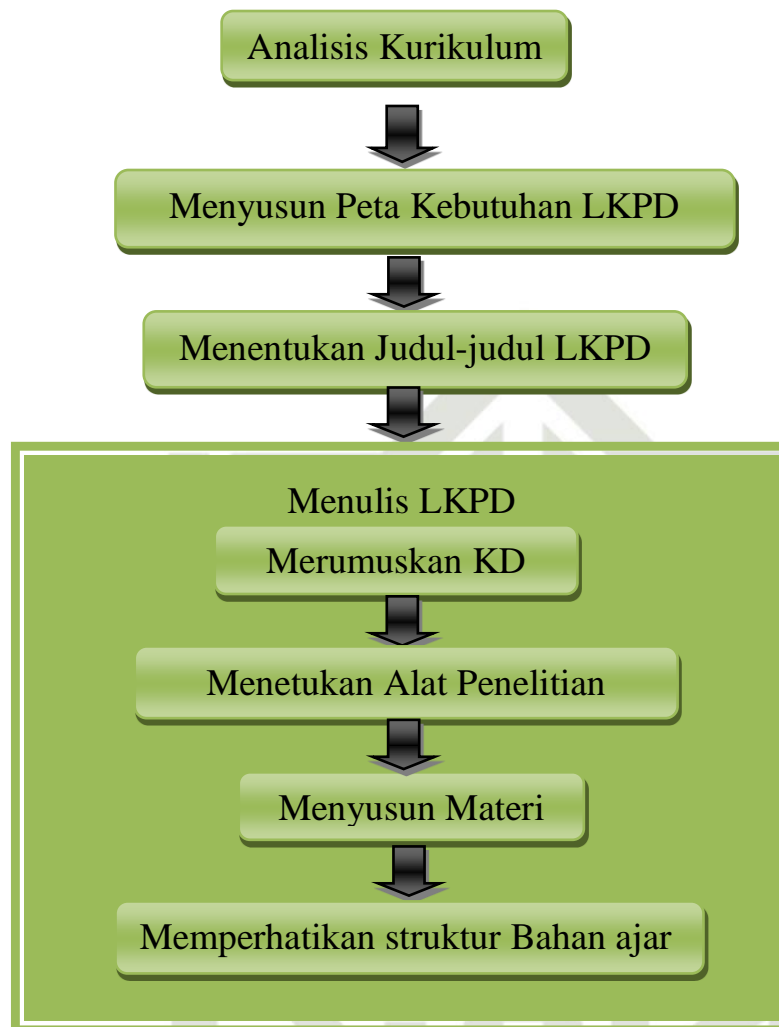 Analisis Kurikulum
Menyusun Peta Kebutuhan LKPD
Menentukan Judul-judul LKPD
Menulis LKPD
Merumuskan KD
Menetukan Alat Penelitian
Menyusun Materi
Memperhatikan struktur Bahan ajar